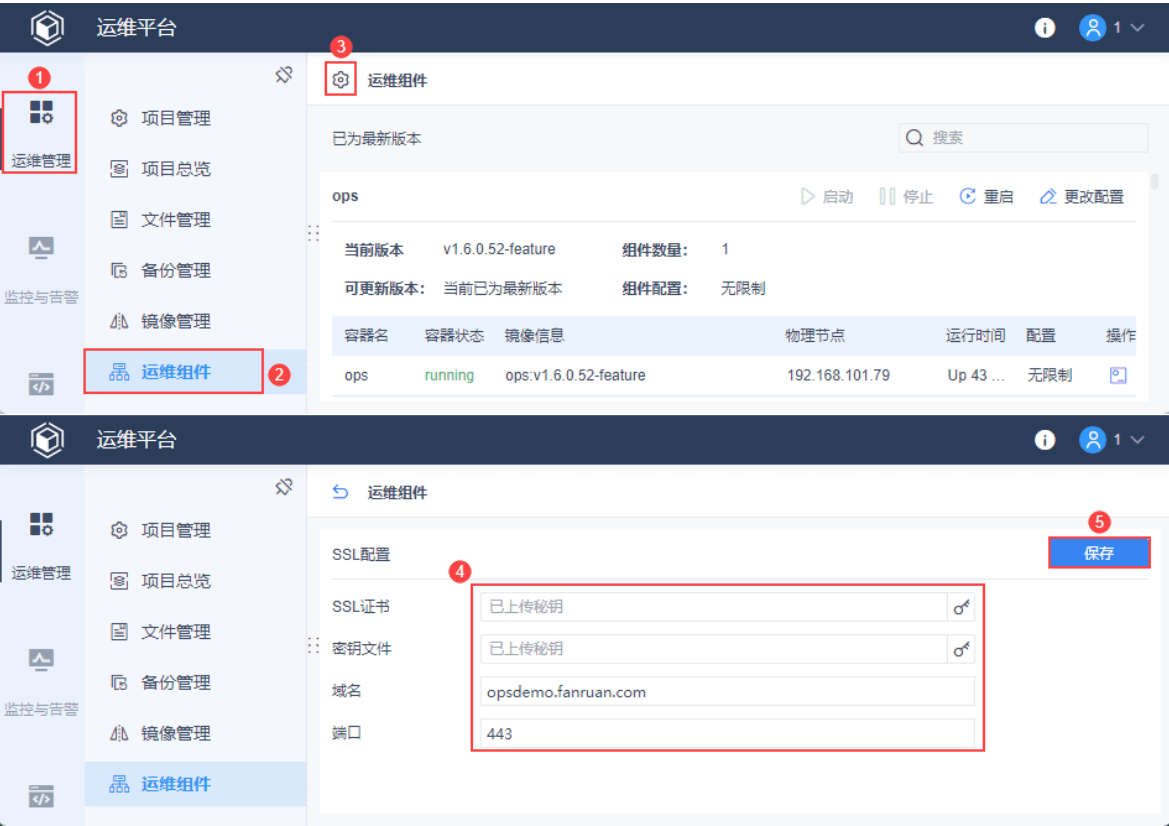 运维平台
1
3
1
运维组件
项目管理
已为最新版本
搜索
运维管理
项目总览
ops
启动
停止
重启
更改配置
文件管理
当前版本 v1.6.0.52-feature 组件数量： 1
备份管理
监控与告警
可更新版本： 当前已为最新版本 组件配置： 无限制
镜像管理
容器名 容器状态 镜像信息 物理节点 运行时间 配置 操作
运维组件
2
ops running ops:v1.6.0.52-feature 192.168.101.79 Up 43 ... 无限制
运维平台
1
运维组件
5
项目管理
SSL配置
保存
运维管理
4
项目总览
SSL证书 已上传秘钥
文件管理
密钥文件 已上传秘钥
备份管理
域名 opsdemo.fanruan.com
监控与告警
镜像管理
端口 443
运维组件